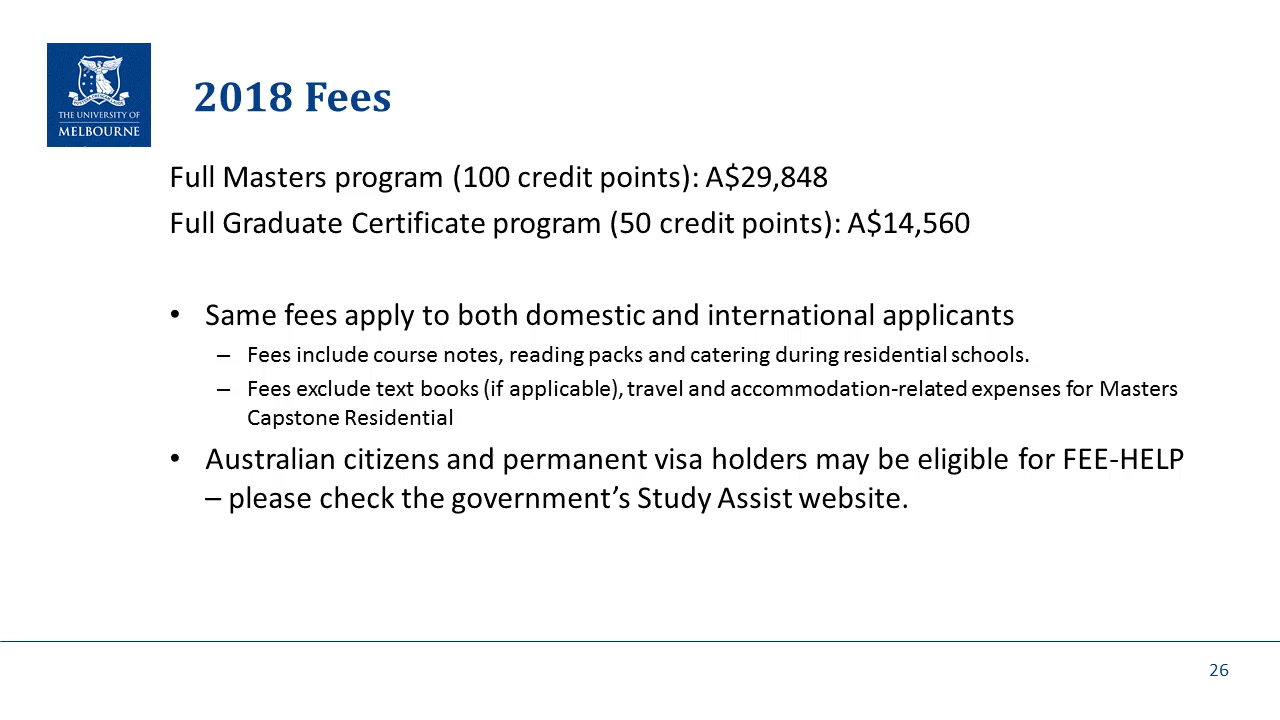 THE UNIVERSITY OF
MELBOURNE
2018 Fees
Full Masters program (100 credit points): A$29,848
Full Graduate Certificate program (50 credit points): A$14,560
• Same fees apply to both domestic and international applicants
– Fees include course notes, reading packs and catering during residential schools.
– Fees exclude text books (if applicable), travel and accommodation-related expenses for Masters
Capstone Residential
• Australian citizens and permanent visa holders may be eligible for FEE-HELP
– please check the government’s Study Assist website.
26